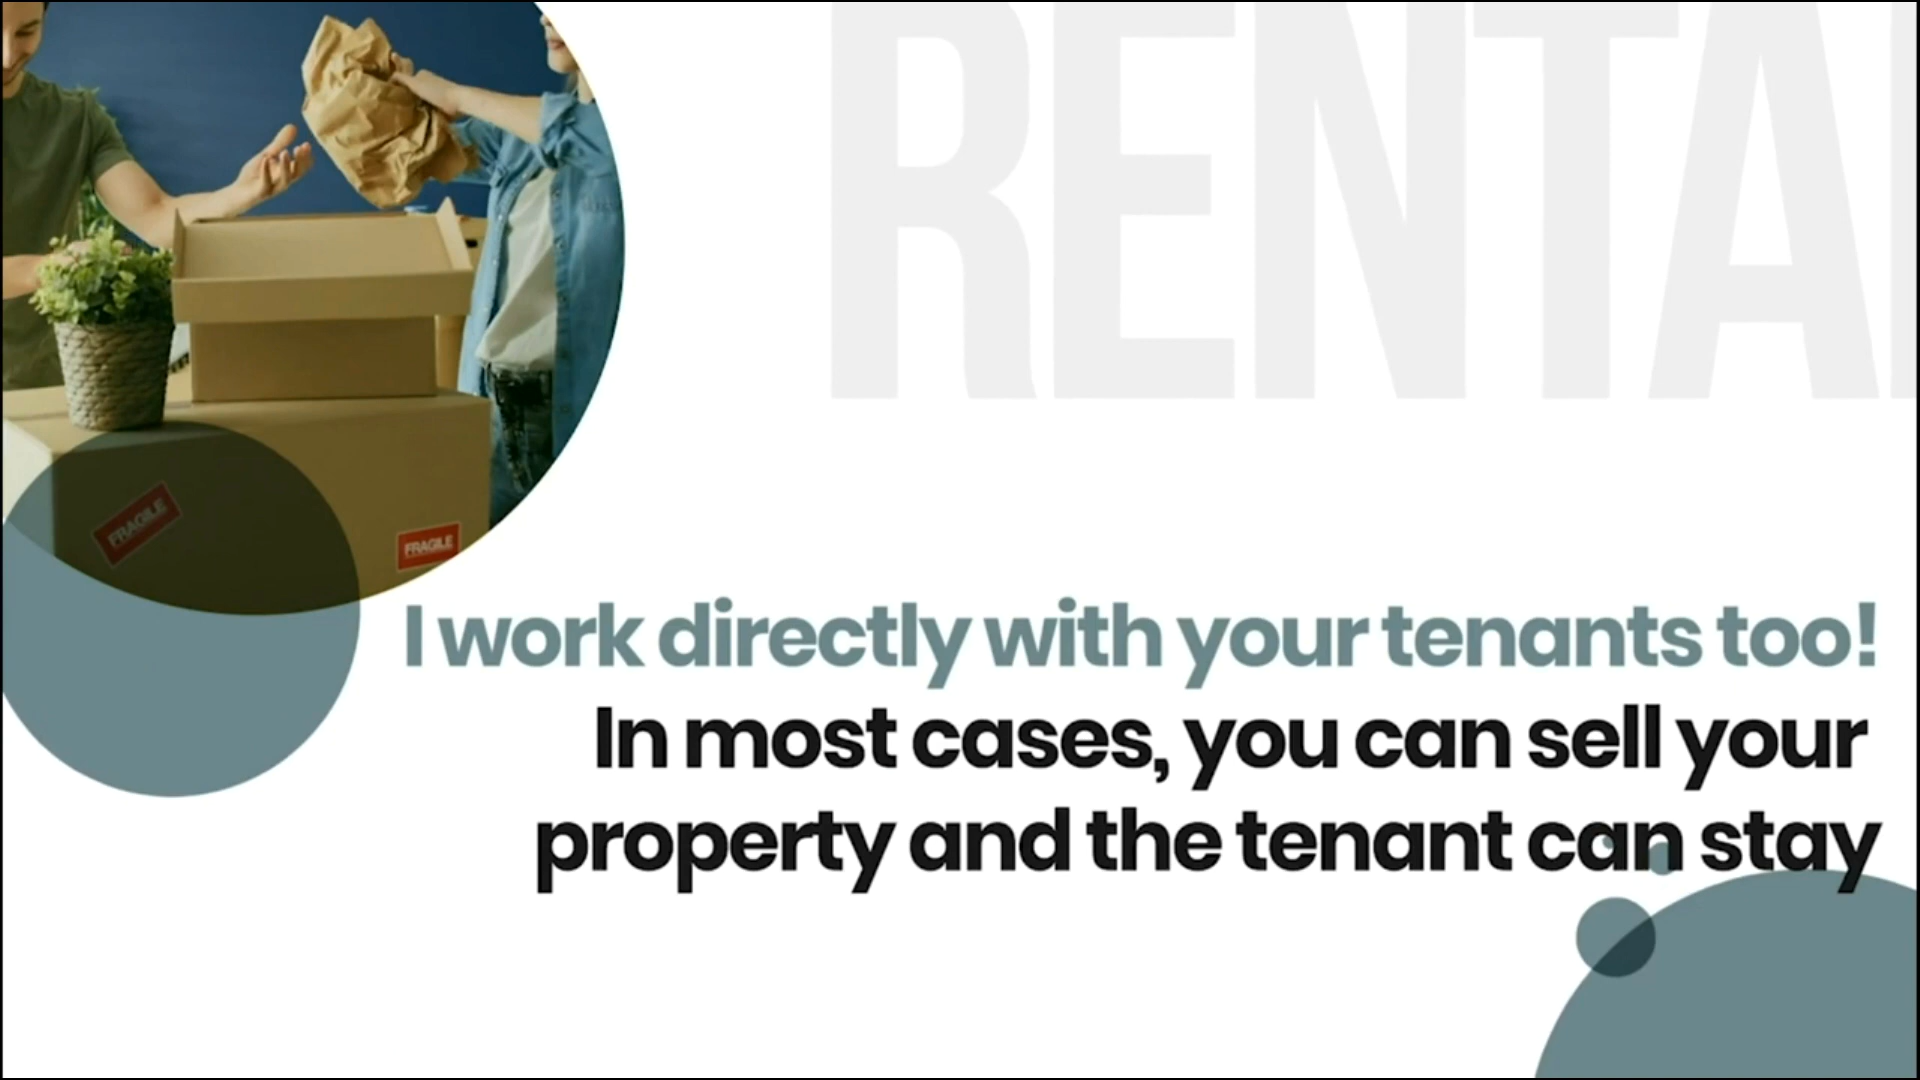 RENTA
FRAGILE
FRAGILE
I work directly with your tenants too!
In most cases, you can sell your
property and the tenant can stay